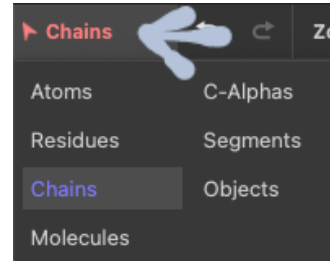 Chains
Atoms C-Alphas
Residues Segments
Chains Objects
Molecules